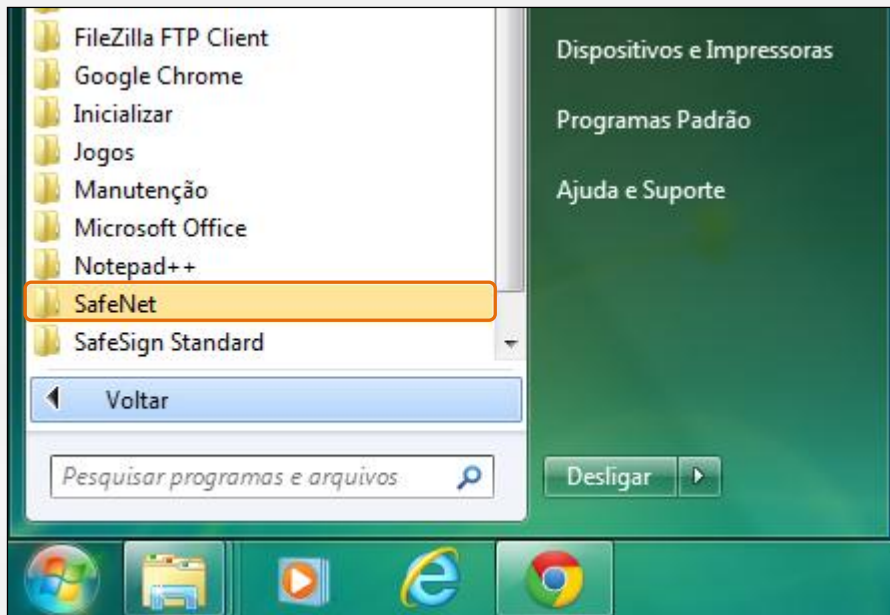 FileZilla FTP Client
Google Chrome
Inicializar
Jogos
Manutenção
Microsoft Office
Notepad++
SafeNet
SafeSign Standard
Voltar
Pesquisar programas e arquivos
Dispositivos e Impressoras
Programas Padrão
Ajuda e Suporte
Desligar